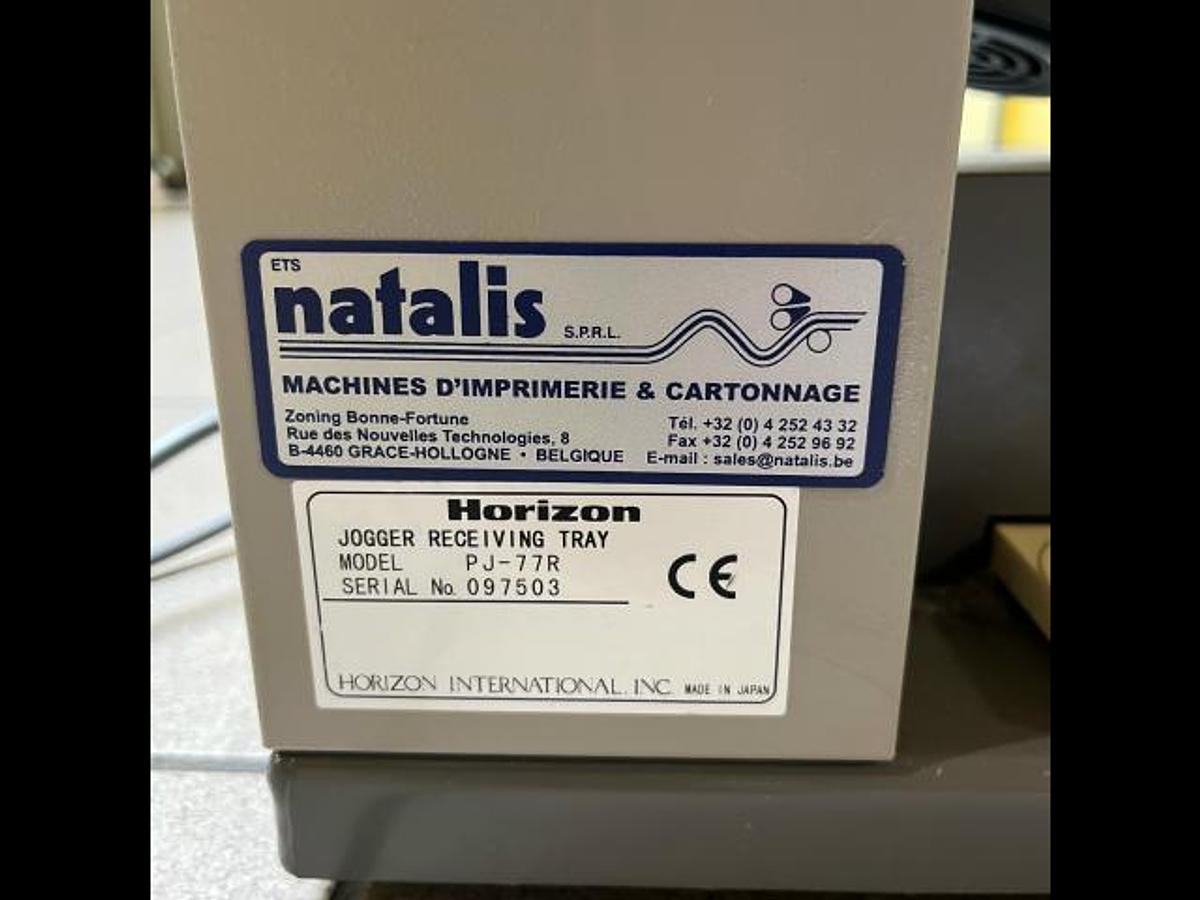 ETS
natalis S.P.R.L.
MACHINES D'IMPRIMERIE & CARTONNAGE
Zoning Bonne-Fortune
Rue des Nouvelles Technologies, 8
B-4460 GRACE-HOLLOGNE • BELGIQUE
Tél. +32 (0) 4 252 43 32
Fax +32 (0) 4 252 96 92
E-mail : sales@natalis.be
Horizon
JOGGER RECEIVING TRAY
MODEL PJ-77R
SERIAL No. 097503
CE
HORIZON INTERNATIONAL, INC. MADE IN JAPAN